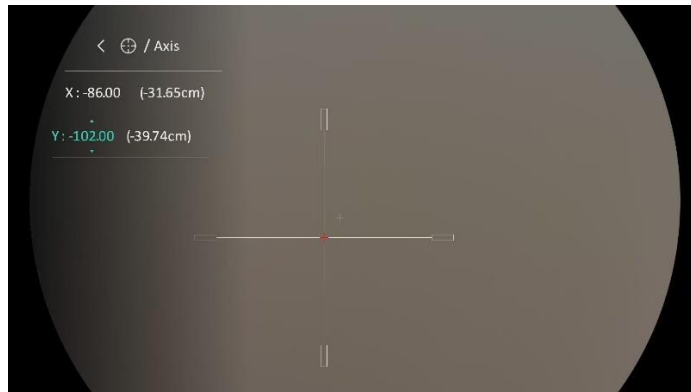 / Axis
X : -86.00 (-31.65cm)
Y : -102.00 (-39.74cm)